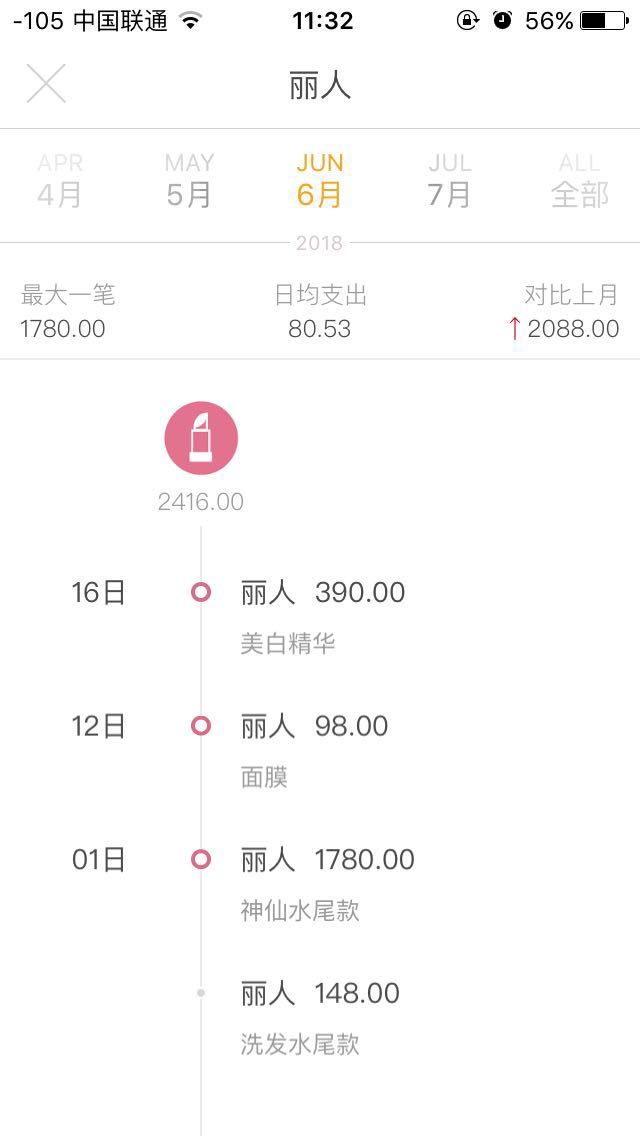 -105 中国联通 11:32 56%
丽人
APR MAY JUN JUL ALL
4月 5月 6月 7月 全部
2018
最大一笔 日均支出 对比上月
1780.00 80.53 ↑2088.00
2416.00
16日 丽人 390.00
美白精华
12日 丽人 98.00
面膜
01日 丽人 1780.00
神仙水尾款
丽人 148.00
洗发水尾款